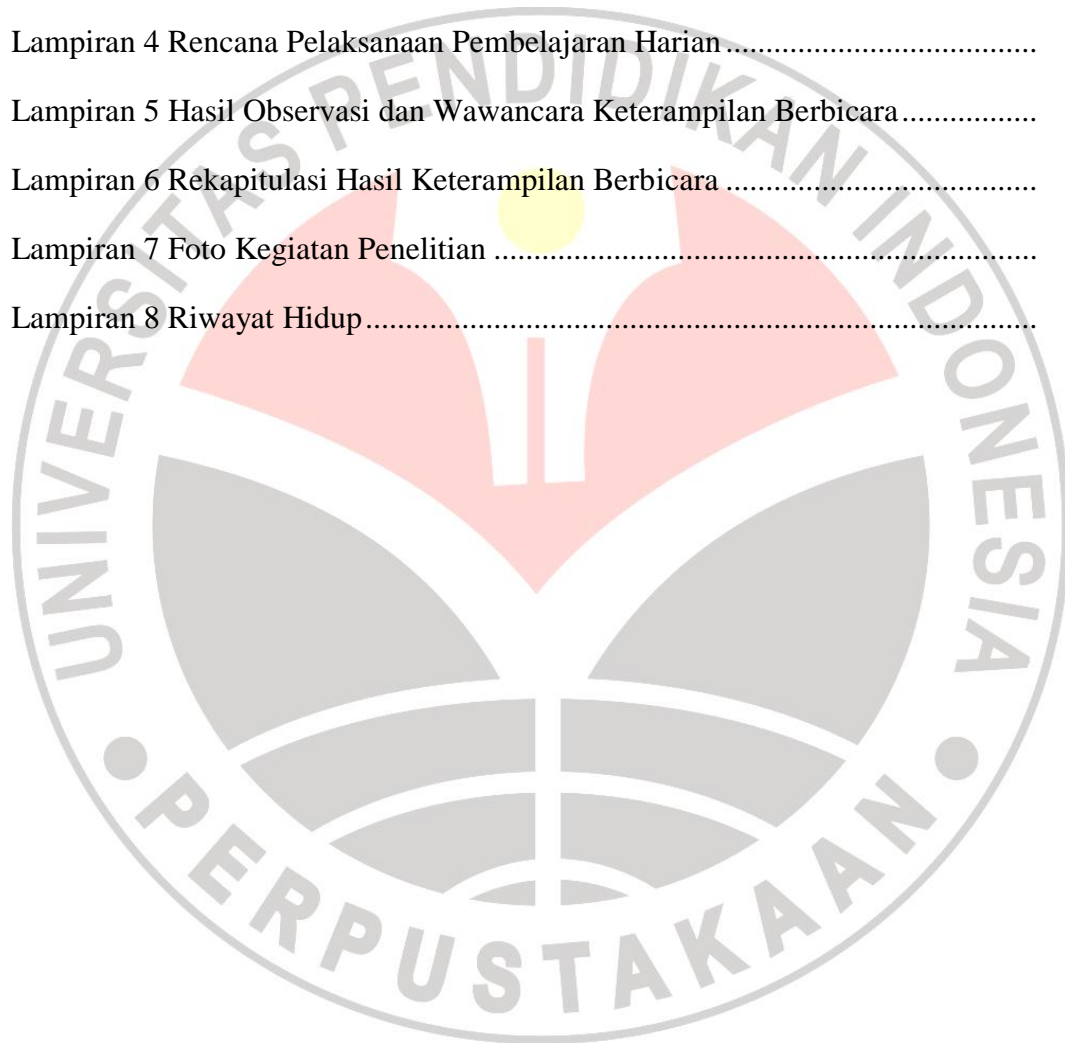 Lampiran 4 Rencana Pelaksanaan Pembelajaran Harian ....................................
Lampiran 5 Hasil Observasi dan Wawancara Keterampilan Berbicara ................
Lampiran 6 Rekapitulasi Hasil Keterampilan Berbicara ....................................
Lampiran 7 Foto Kegiatan Penelitian ................................................................
Lampiran 8 Riwayat Hidup ................................................................................
UNIVERSITAS PENDIDIKAN INDONESIA
PERPUSTAKAAN